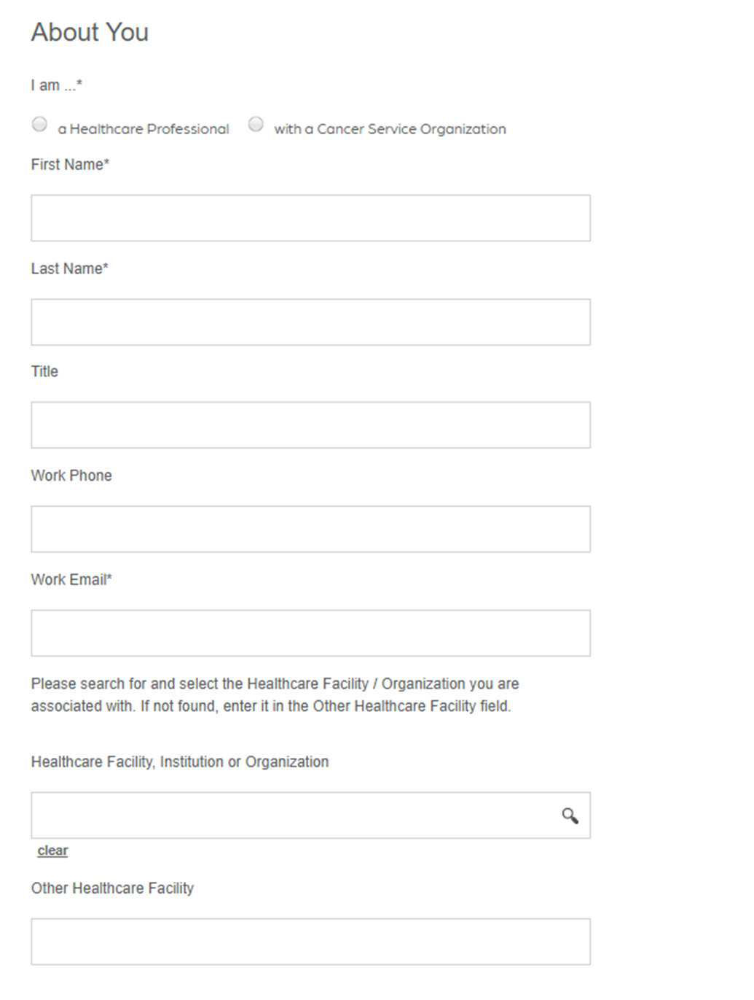 About You
I am ...*
a Healthcare Professional with a Cancer Service Organization
First Name*
Last Name*
Title
Work Phone
Work Email*
Please search for and select the Healthcare Facility / Organization you are
associated with. If not found, enter it in the Other Healthcare Facility field.
Healthcare Facility, Institution or Organization
clear
Other Healthcare Facility